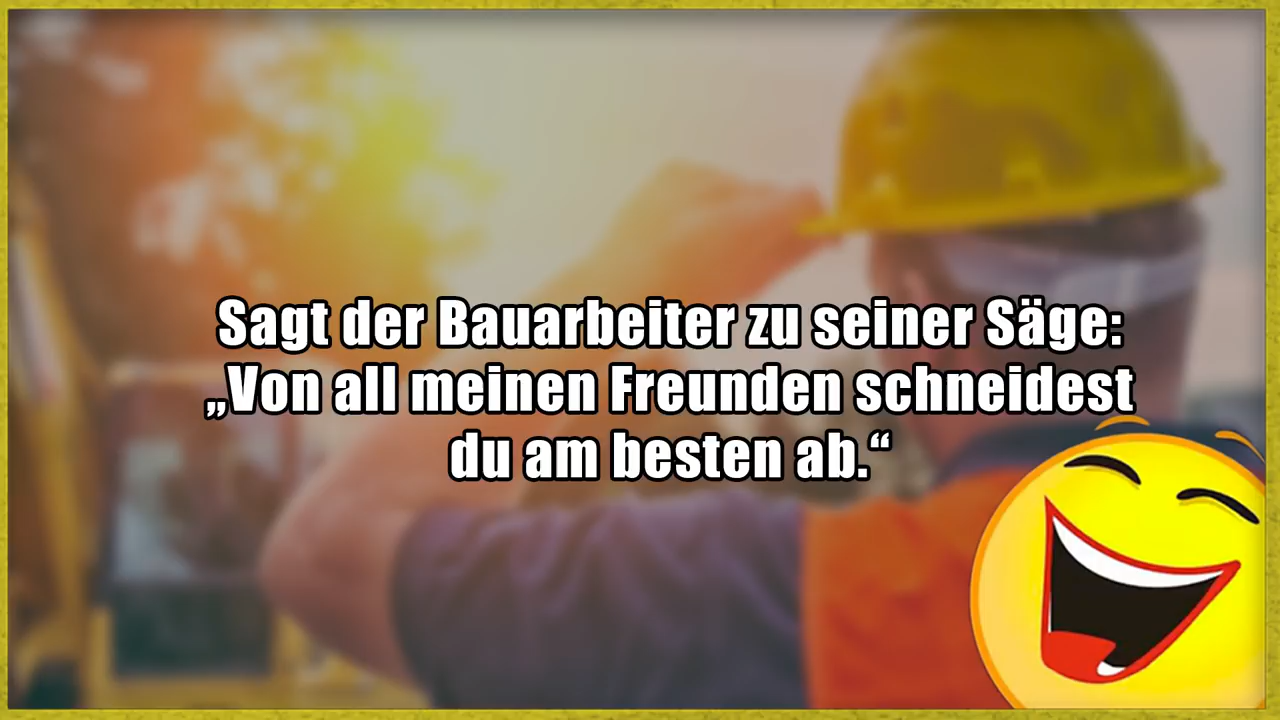 Sagt der Bauarbeiter zu seiner Säge:
„Von all meinen Freunden schneidest
du am besten ab.“